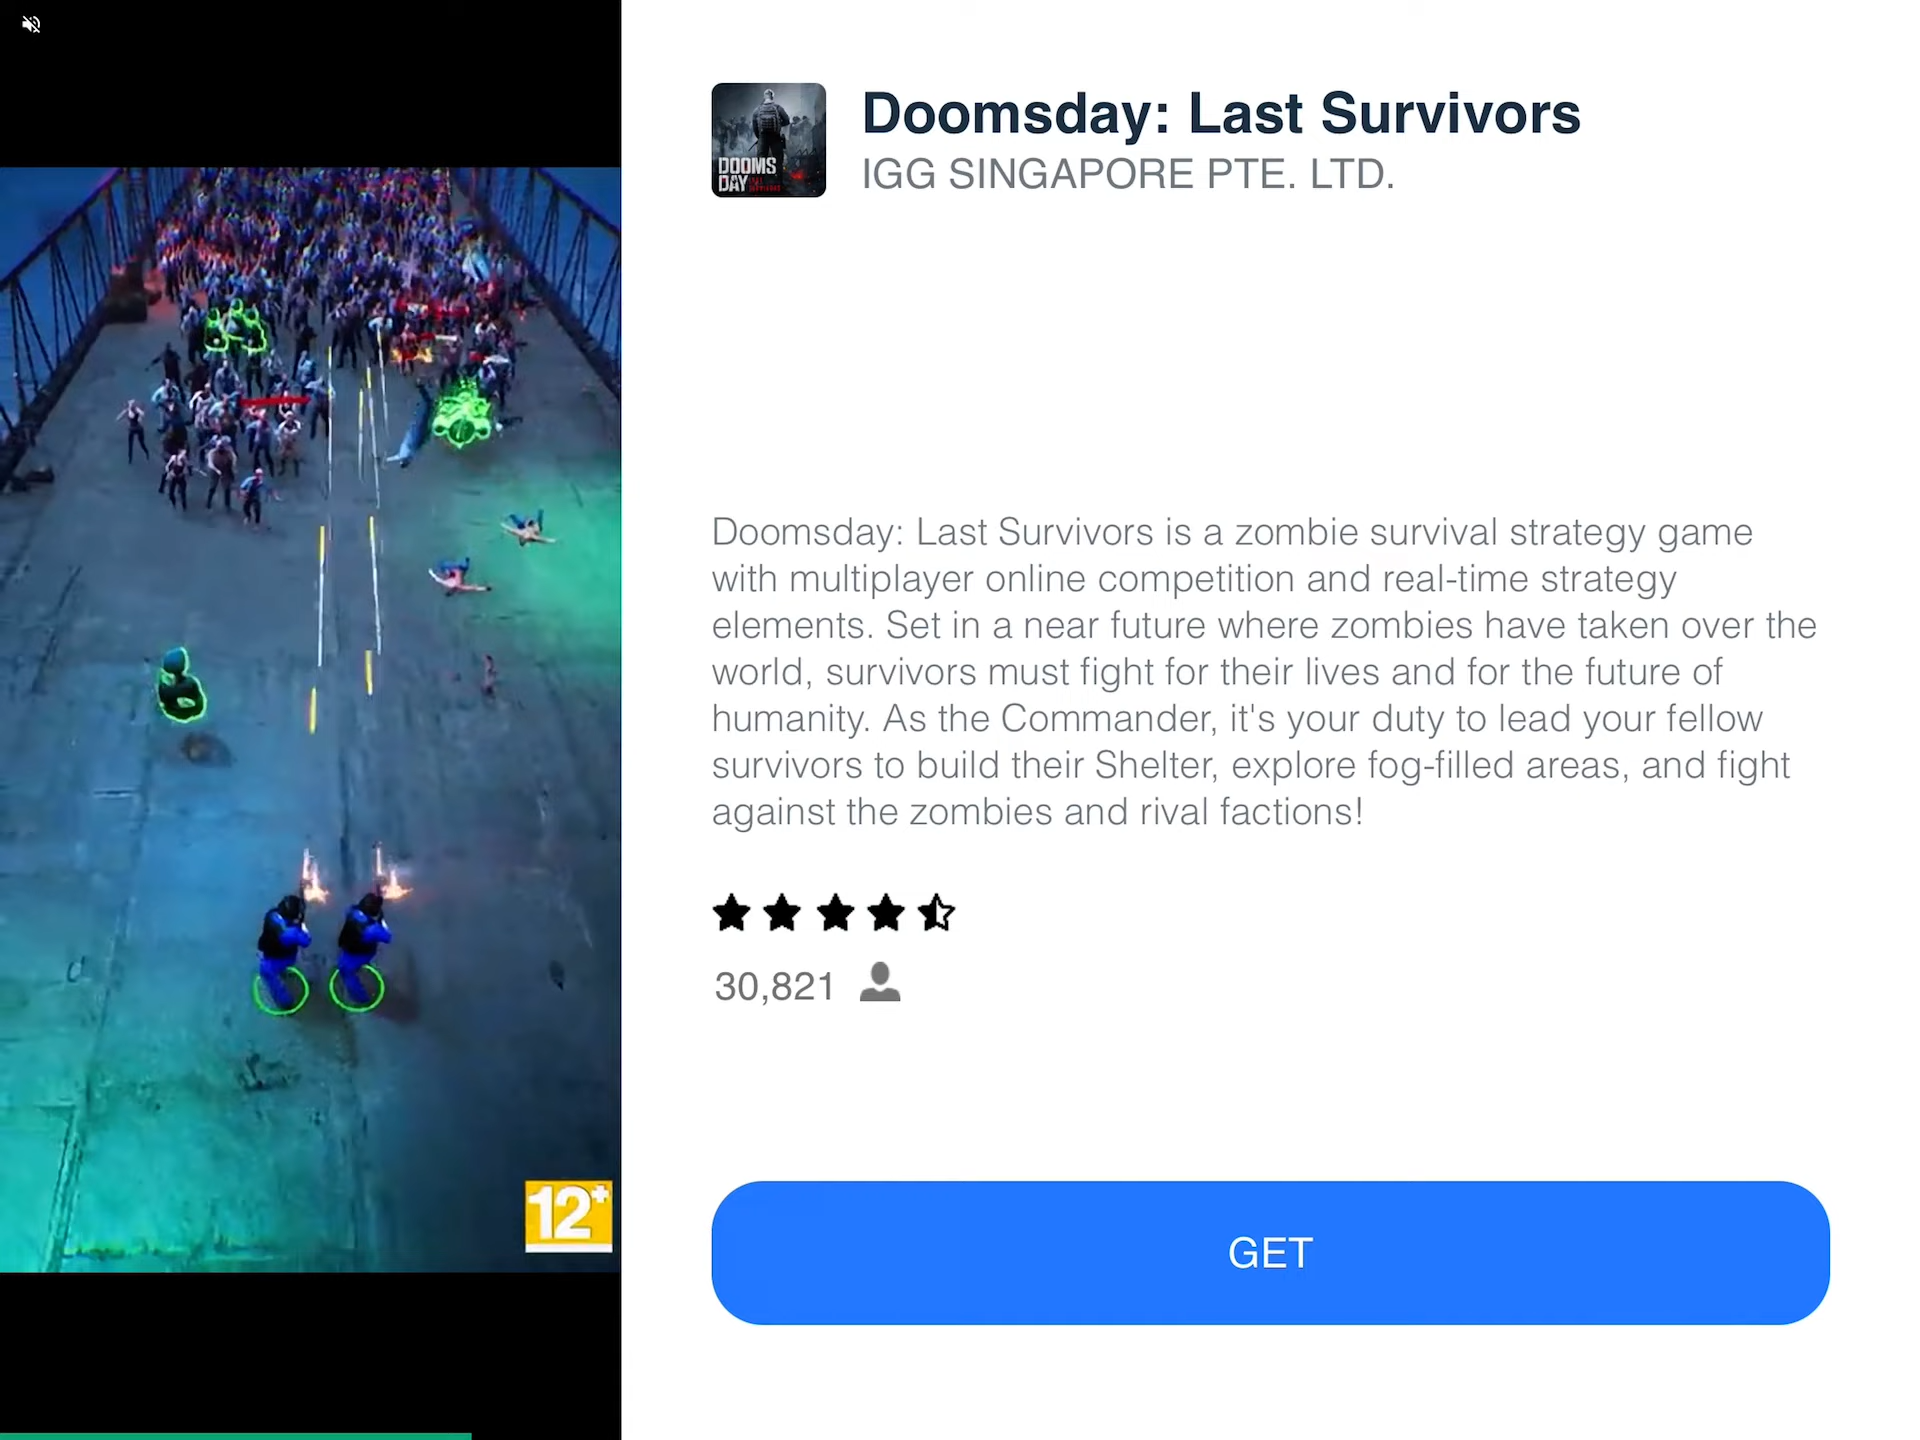 Doomsday: Last Survivors
IGG SINGAPORE PTE. LTD.
DOOMS
DAY
Doomsday: Last Survivors is a zombie survival strategy game
with multiplayer online competition and real-time strategy
elements. Set in a near future where zombies have taken over the
world, survivors must fight for their lives and for the future of
humanity. As the Commander, it's your duty to lead your fellow
survivors to build their Shelter, explore fog-filled areas, and fight
against the zombies and rival factions!
30,821
12+
GET